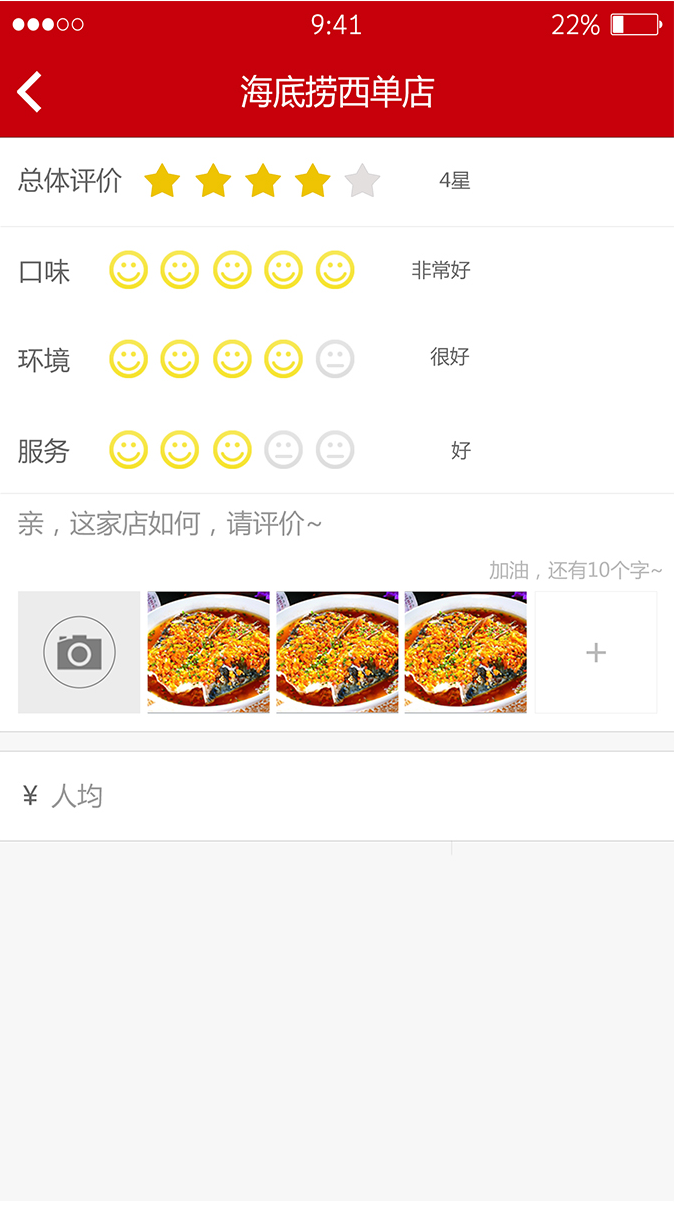 9:41
22%
海底捞西单店
总体评价 4星
口味 非常好
环境 很好
服务 好
亲，这家店如何，请评价~
加油，还有10个字~
+
¥ 人均